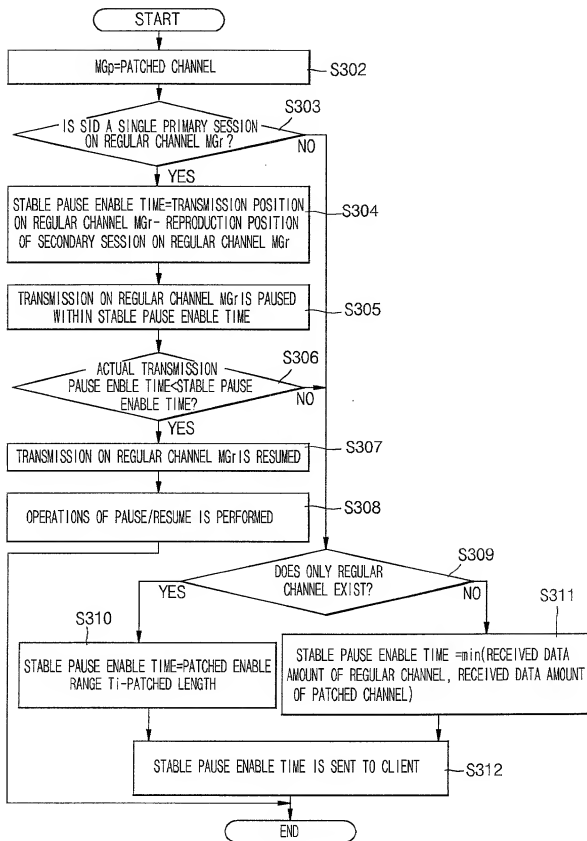 START
MGp=PATCHED CHANNEL
S302
S303
IS SID A SINGLE PRIMARY SESSION
ON REGULAR CHANNEL MGr?
NO
YES
STABLE PAUSE ENABLE TIME=TRANSMISSION POSITION
ON REGULAR CHANNEL MGr- REPRODUCTION POSITION
OF SECONDARY SESSION ON REGULAR CHANNEL MGr
S304
TRANSMISSION ON REGULAR CHANNEL MGrIS PAUSED
WITHIN STABLE PAUSE ENABLE TIME
S305
S306
ACTUAL TRANSMISSION
PAUSE ENBLE TIME<STABLE PAUSE
ENABLE TIME?
NO
YES
TRANSMISSION ON REGULAR CHANNEL MGrIS RESUMED
S307
OPERATIONS OF PAUSE/RESUME IS PERFORMED
S308
S309
DOES ONLY REGULAR
CHANNEL EXIST?
YES
NO
S310
S311
STABLE PAUSE ENABLE TIME=PATCHED ENABLE
RANGE Ti-PATCHED LENGTH
STABLE PAUSE ENABLE TIME =min(RECEIVED DATA
AMOUNT OF REGULAR CHANNEL, RECEIVED DATA AMOUNT
OF PATCHED CHANNEL)
STABLE PAUSE ENABLE TIME IS SENT TO CLIENT
S312
END